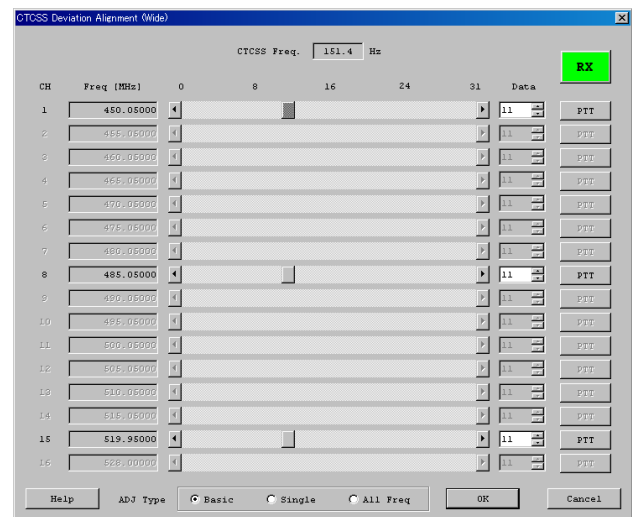 CTCSS Deviation Alignment (Wide)
CTCSS Freq. 151.4 Hz
RX
CH Freq [MHz] 0 8 16 24 31 Data
1 450.05000 11 PTT
2 455.05000 11 PTT
3 460.05000 11 PTT
4 465.05000 11 PTT
5 470.05000 11 PTT
6 475.05000 11 PTT
7 480.05000 11 PTT
8 485.05000 11 PTT
9 490.05000 11 PTT
10 495.05000 11 PTT
11 500.05000 11 PTT
12 505.05000 11 PTT
13 510.05000 11 PTT
14 515.05000 11 PTT
15 519.95000 11 PTT
16 528.00000 11 PTT
Help ADJ Type Basic Single All Freq OK Cancel